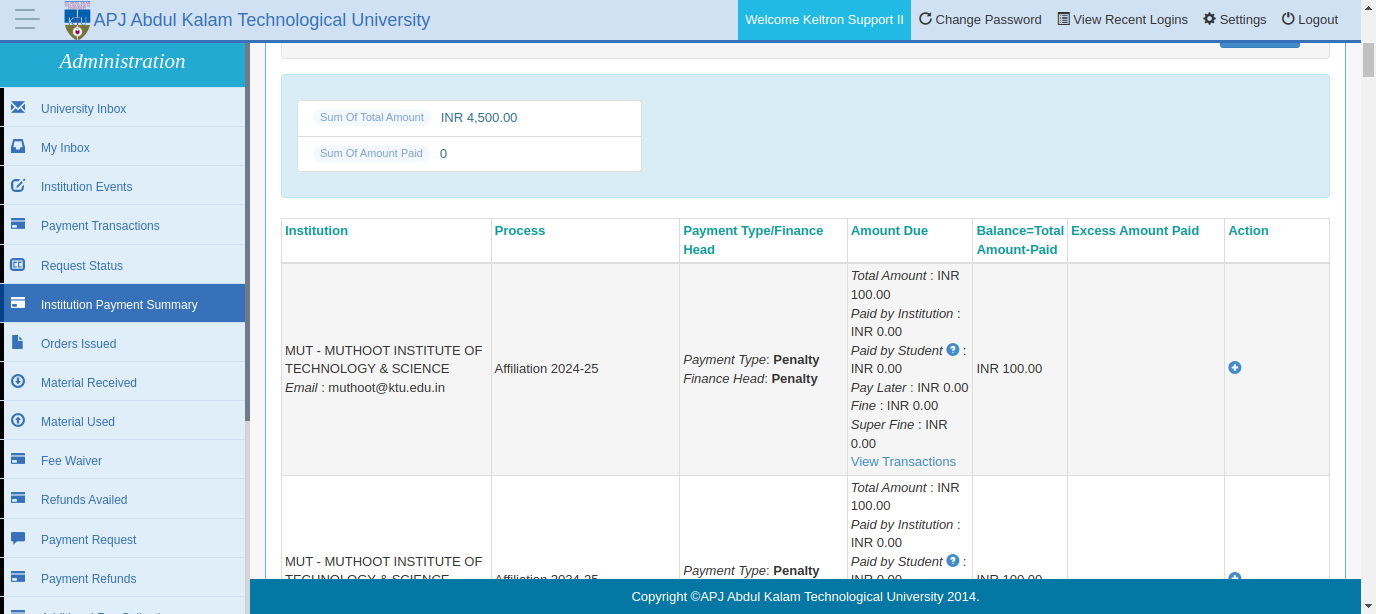 APJ Abdul Kalam Technological University
Welcome Keltron Support II
Change Password
View Recent Logins
Settings
Logout
Administration
University Inbox
My Inbox
Institution Events
Payment Transactions
Request Status
Institution Payment Summary
Orders Issued
Material Received
Material Used
Fee Waiver
Refunds Availed
Payment Request
Payment Refunds
Sum Of Total Amount INR 4,500.00
Sum Of Amount Paid 0
Institution
Process
Payment Type/Finance
Head
Amount Due
Balance=Total
Amount-Paid
Excess Amount Paid
Action
MUT - MUTHOOT INSTITUTE OF
TECHNOLOGY & SCIENCE
Email : muthoot@ktu.edu.in
Affiliation 2024-25
Payment Type: Penalty
Finance Head: Penalty
Total Amount : INR
100.00
Paid by Institution :
INR 0.00
Paid by Student ? :
INR 0.00
Pay Later : INR 0.00
Fine : INR 0.00
Super Fine : INR
0.00
View Transactions
INR 100.00
MUT - MUTHOOT INSTITUTE OF
TECHNOLOGY & SCIENCE
Affiliation 2024-25
Payment Type: Penalty
Total Amount : INR
100.00
Paid by Institution :
INR 0.00
Paid by Student ? :
INR 0.00
INR 100.00
Copyright ©APJ Abdul Kalam Technological University 2014.